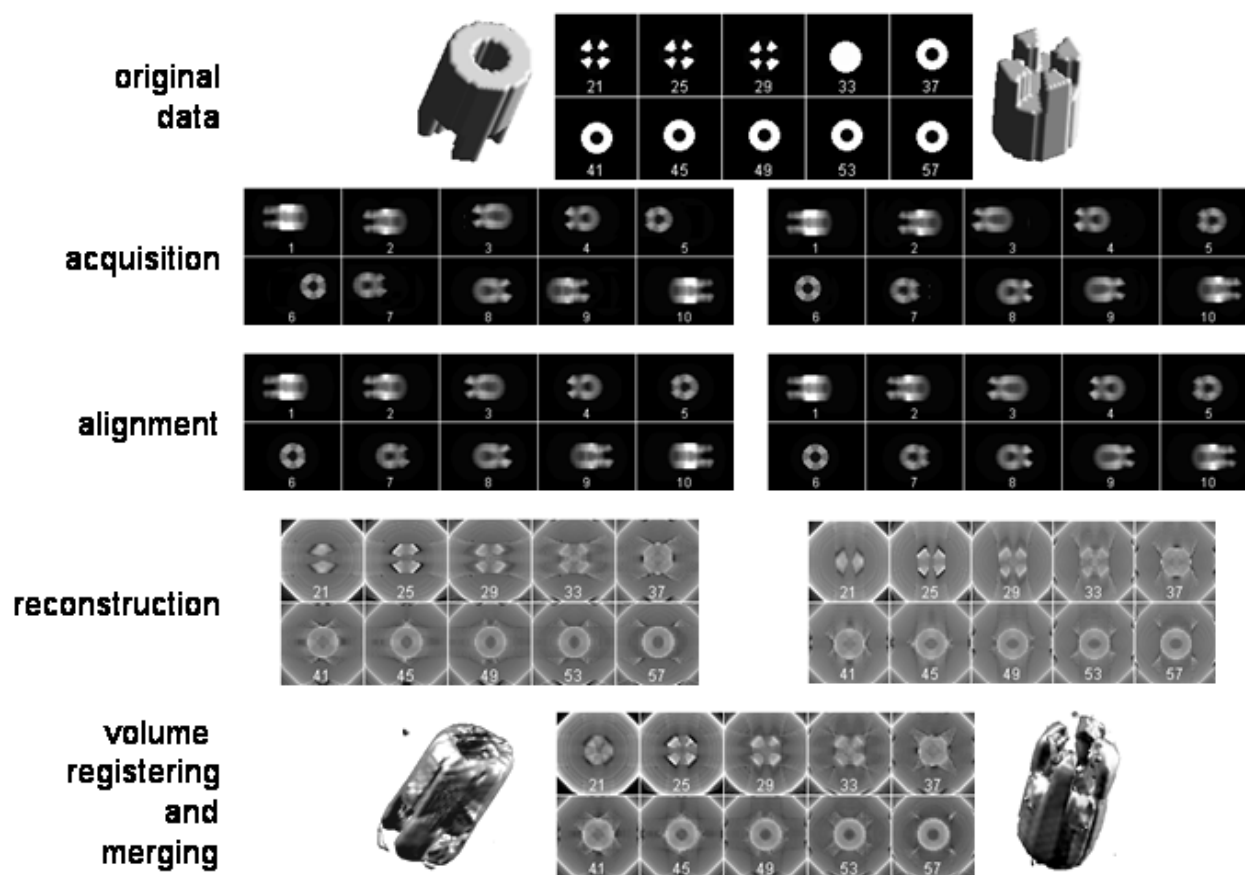 original
data
21 25 29 33 37
41 45 49 53 57
acquisition
1 2 3 4 5
6 7 8 9 10
1 2 3 4 5
6 7 8 9 10
alignment
1 2 3 4 5
6 7 8 9 10
1 2 3 4 5
6 7 8 9 10
reconstruction
21 25 29 33 37
41 45 49 53 57
21 25 29 33 37
41 45 49 53 57
volume
registering
and
merging
21 25 29 33 37
41 45 49 53 57